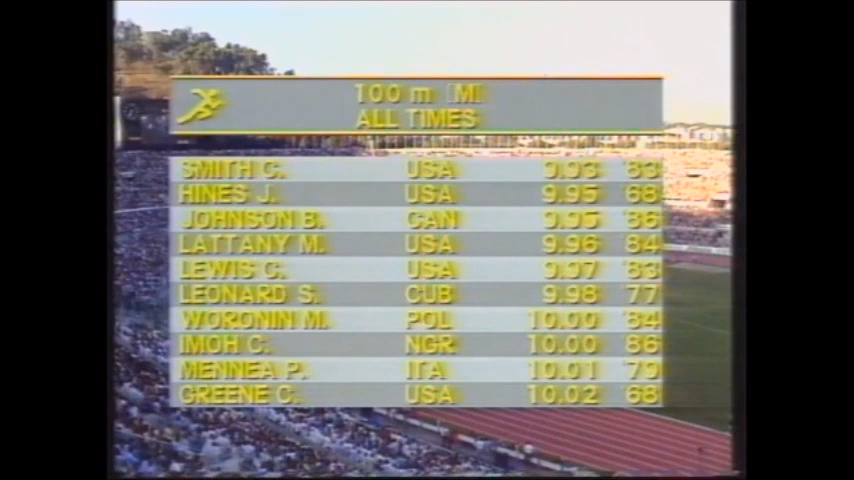 100 m [M]
ALL TIMES
SMITH C. USA 9.93 '83
HINES J. USA 9.95 '68
JOHNSON B. CAN 9.95 '86
LATTANY M. USA 9.96 '84
LEWIS C. USA 9.97 '83
LEONARD S. CUB 9.98 '77
WORONIN M. POL 10.00 '84
IMOH C. NGR 10.00 '86
MENNEA P. ITA 10.01 '79
GREENE C. USA 10.02 '68